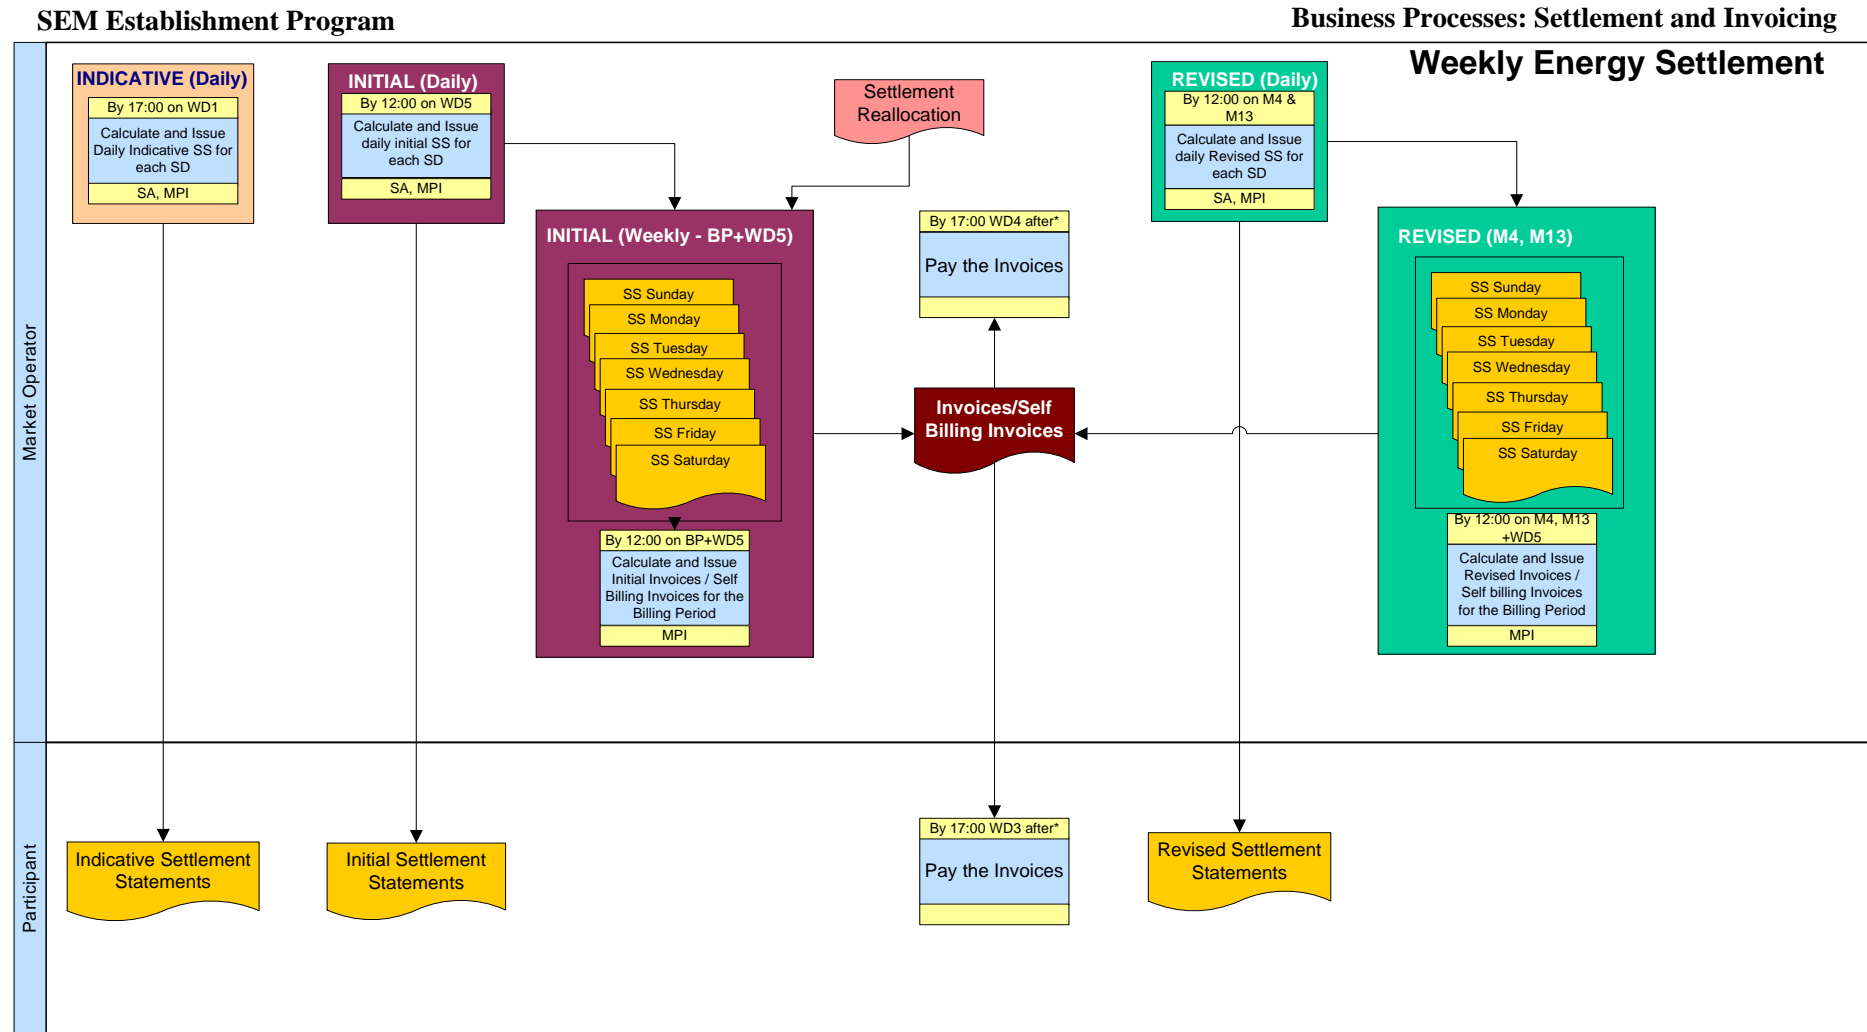 SEM Establishment Program
Business Processes: Settlement and Invoicing
Weekly Energy Settlement
Market Operator
INDICATIVE (Daily)
By 17:00 on WD1
Calculate and Issue
Daily Indicative SS for
each SD
SA, MPI
INITIAL (Daily)
By 12:00 on WD5
Calculate and Issue
daily initial SS for
each SD
SA, MPI
Settlement
Reallocation
REVISED (Daily)
By 12:00 on M4 &
M13
Calculate and Issue
daily Revised SS for
each SD
SA, MPI
INITIAL (Weekly - BP+WD5)
SS Sunday
SS Monday
SS Tuesday
SS Wednesday
SS Thursday
SS Friday
SS Saturday
By 12:00 on BP+WD5
Calculate and Issue
Initial Invoices / Self
Billing Invoices for the
Billing Period
MPI
By 17:00 WD4 after*
Pay the Invoices
Invoices/Self
Billing Invoices
REVISED (M4, M13)
SS Sunday
SS Monday
SS Tuesday
SS Wednesday
SS Thursday
SS Friday
SS Saturday
By 12:00 on M4, M13
+WD5
Calculate and Issue
Revised Invoices /
Self billing Invoices
for the Billing Period
MPI
Participant
Indicative Settlement
Statements
Initial Settlement
Statements
By 17:00 WD3 after*
Pay the Invoices
Revised Settlement
Statements